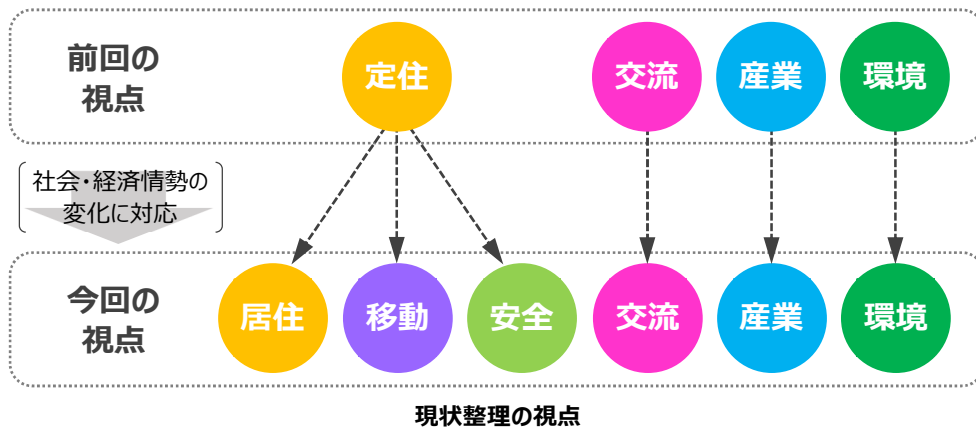 前回の
視点
定住
交流
産業
環境
社会・経済情勢の
変化に対応
今回の
視点
居住
移動
安全
交流
産業
環境
現状整理の視点